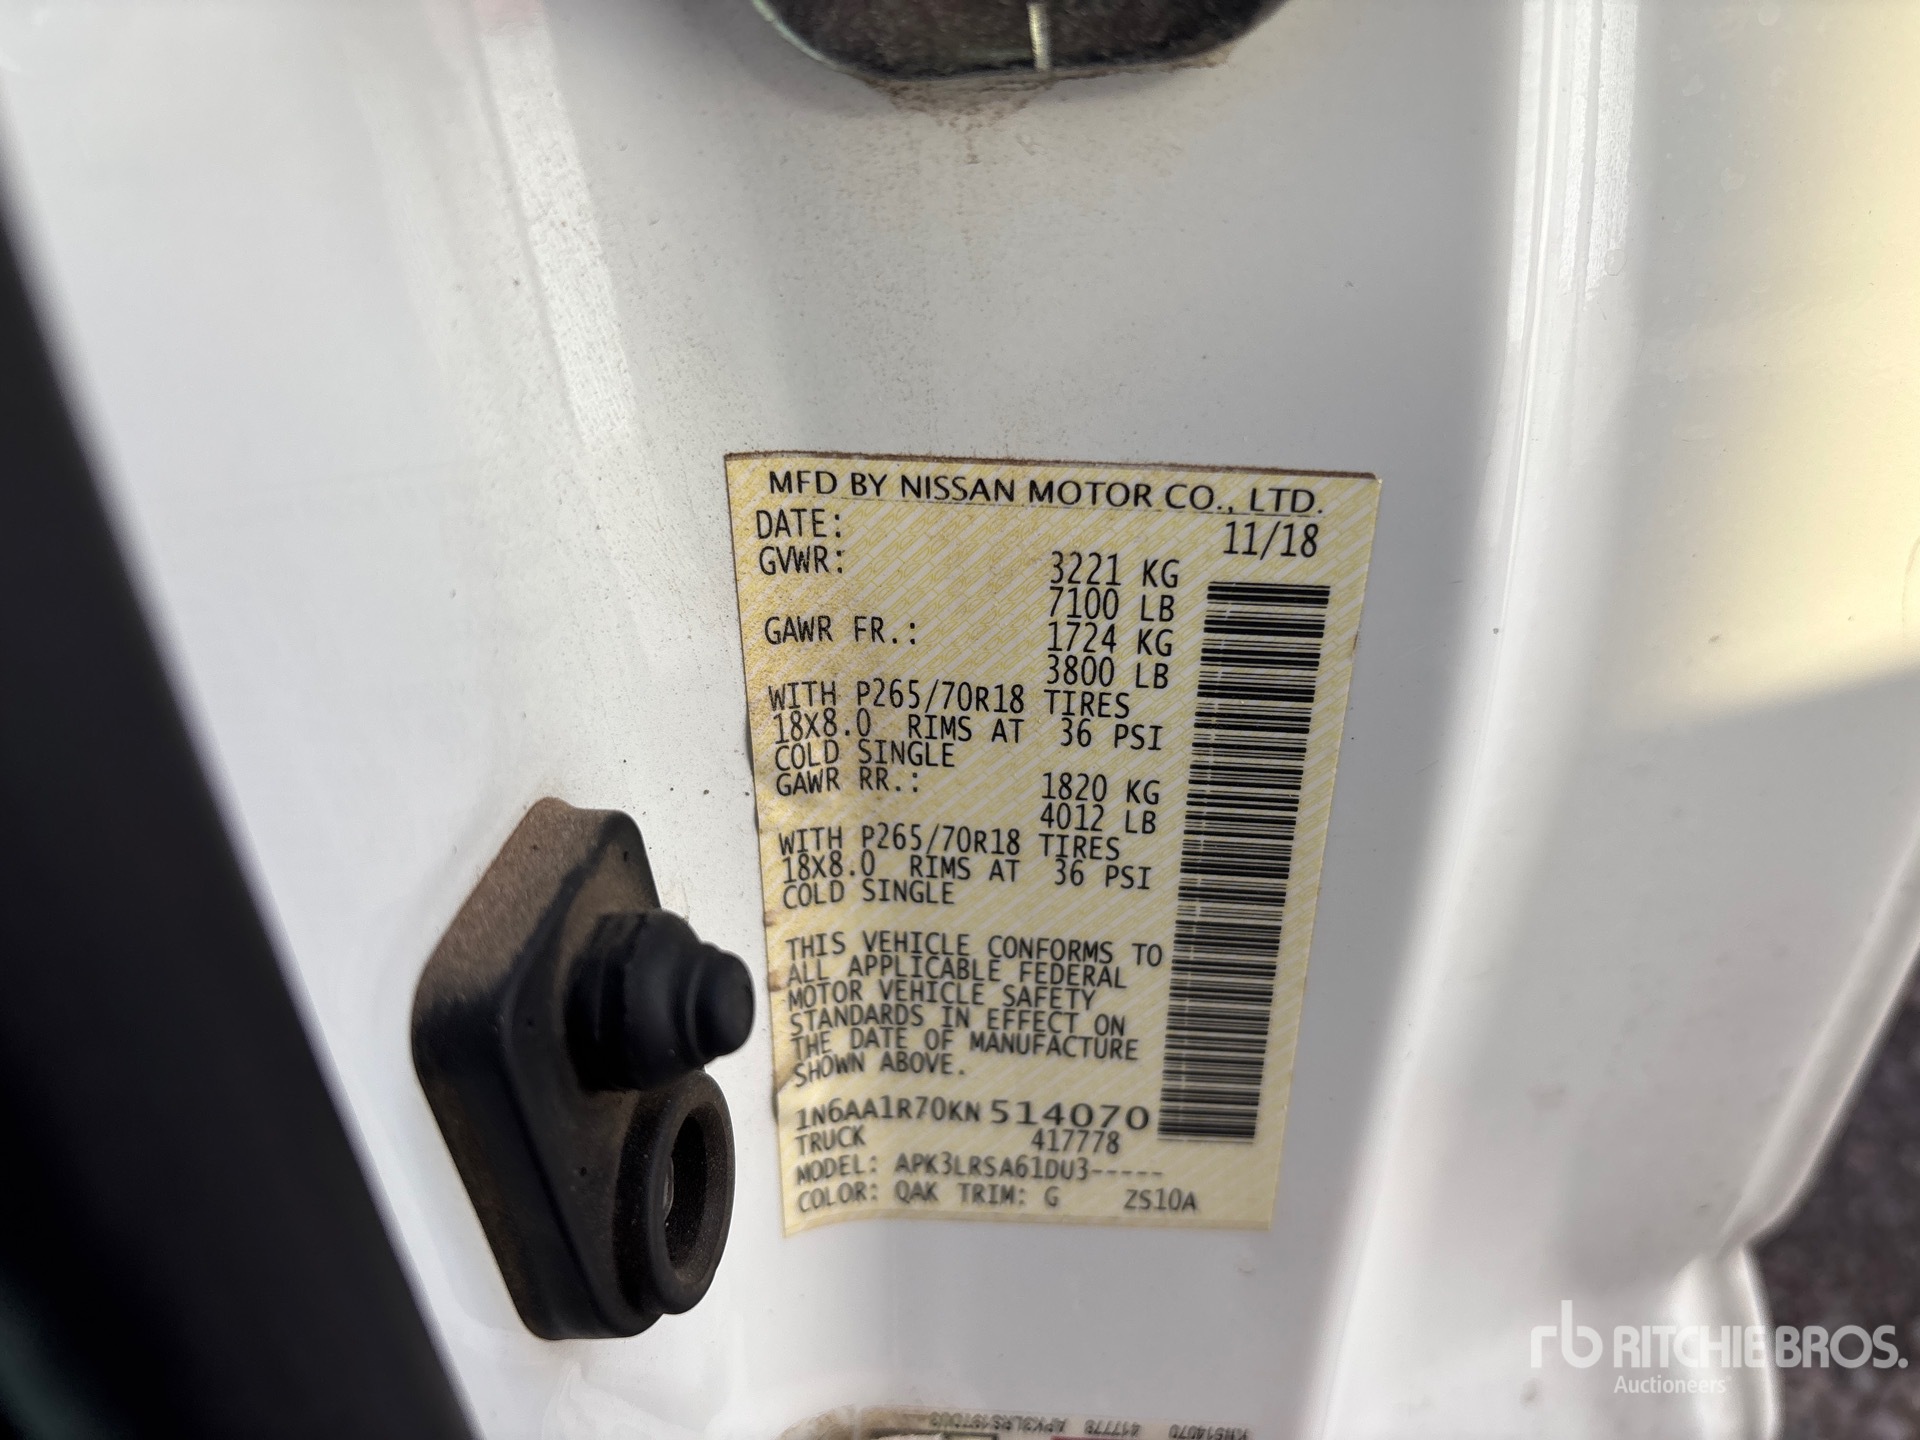 MFD BY NISSAN MOTOR CO., LTD.
DATE: 11/18
GVWR: 3221 KG
7100 LB
GAWR FR.: 1724 KG
3800 LB
WITH P265/70R18 TIRES
18X8.0 RIMS AT 36 PSI
COLD SINGLE
GAWR RR.: 1820 KG
4012 LB
WITH P265/70R18 TIRES
18X8.0 RIMS AT 36 PSI
COLD SINGLE
THIS VEHICLE CONFORMS TO
ALL APPLICABLE FEDERAL
MOTOR VEHICLE SAFETY
STANDARDS IN EFFECT ON
THE DATE OF MANUFACTURE
SHOWN ABOVE.
1N6AA1R70KN514070
TRUCK 417778
MODEL: APK3LRSA61DU3-----
COLOR: QAK TRIM: G ZS10A
KN514070 417778
rb RITCHIE BROS.
Auctioneers